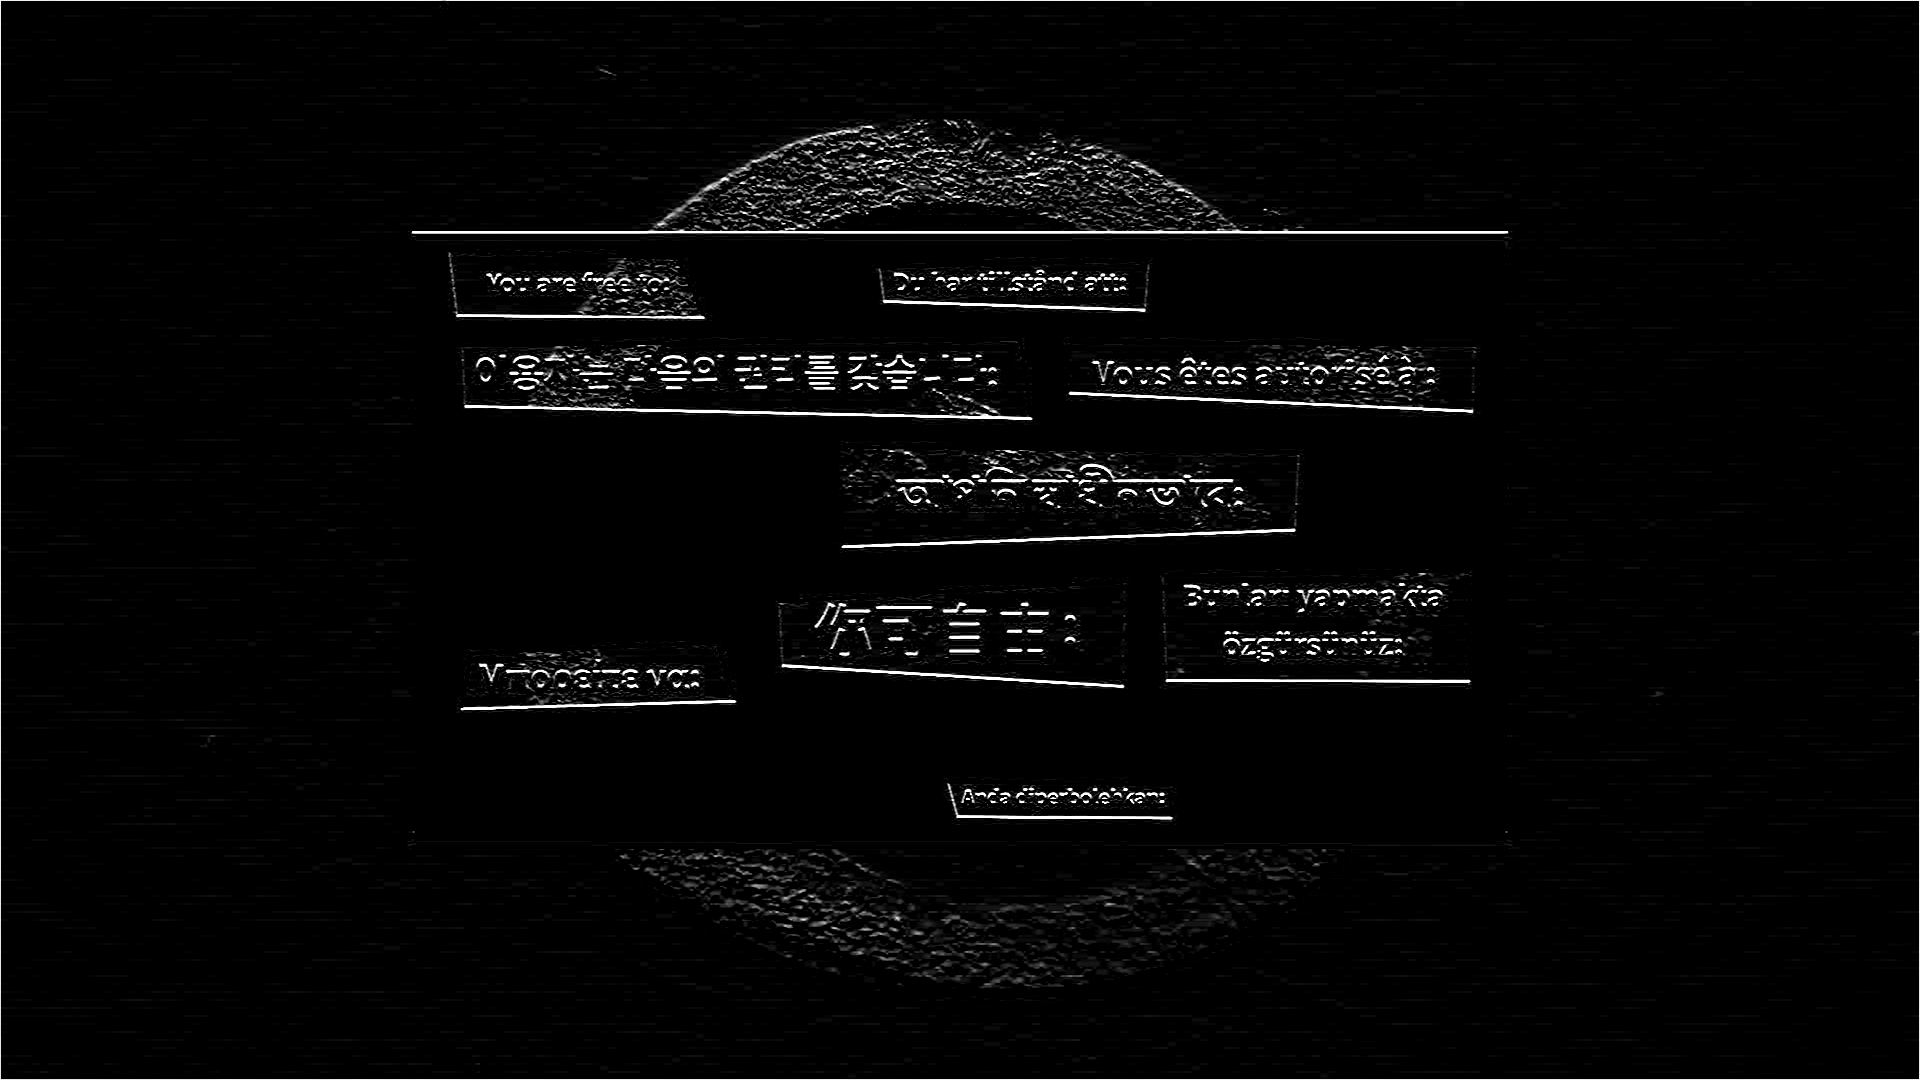 You are free to:
Du har tillstånd att:
이용자는 다음의 권리를 갖습니다:
Vous êtes autorisé à :
আপনি স্বাধীনভাবে:
Bunları yapmakta
özgürsünüz:
您可自由：
Μπορείτε να:
Anda diperbolehkan: